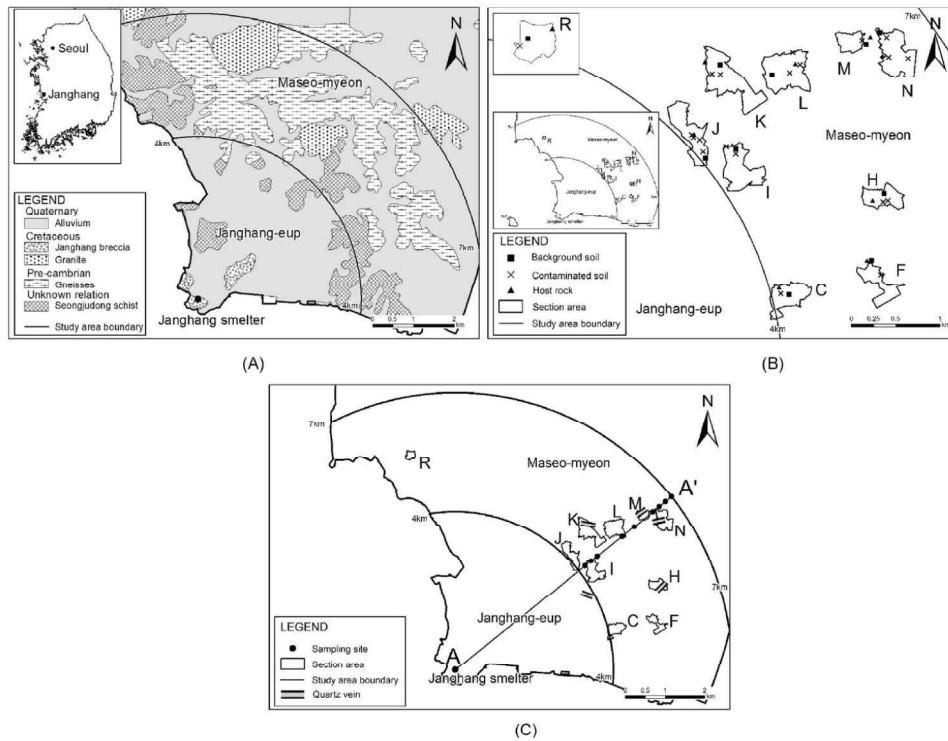 N
Seoul
Janghang
Maseo-myeon
4km
7km
Janghang-eup
4km
Janghang smelter
LEGEND
Quaternary
Alluvium
Cretaceous
Janghang breccia
Granite
Pre-cambrian
Gneisses
Unknown relation
Seongjudong schist
Study area boundary
0 0.5 1 2
km
(A)
7km
N
R
M
N
L
K
Maseo-myeon
J
I
H
F
C
LEGEND
Background soil
Contaminated soil
Host rock
Section area
Study area boundary
Janghang-eup
4km
0 0.25 0.5 1
km
(B)
N
7km
R
Maseo-myeon
A'
4km
M
L
K
N
J
I
H
7km
Janghang-eup
C
F
A
Janghang smelter
4km
LEGEND
Sampling site
Section area
Study area boundary
Quartz vein
0 0.5 1 2
km
(C)